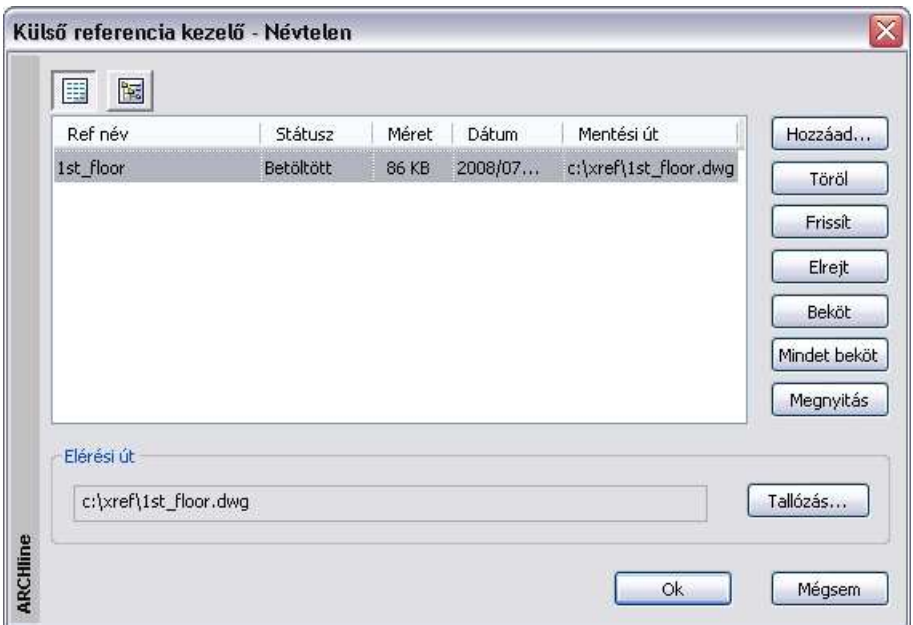 Külső referencia kezelő - Névtelen
Ref név Státusz Méret Dátum Mentési út
1st_floor Betöltött 86 KB 2008/07... c:\xref\1st_floor.dwg
Hozzáad...
Töröl
Frissít
Elrejt
Beköt
Mindet beköt
Megnyitás
Elérési út
c:\xref\1st_floor.dwg
Tallózás...
Ok Mégsem
ARCHline